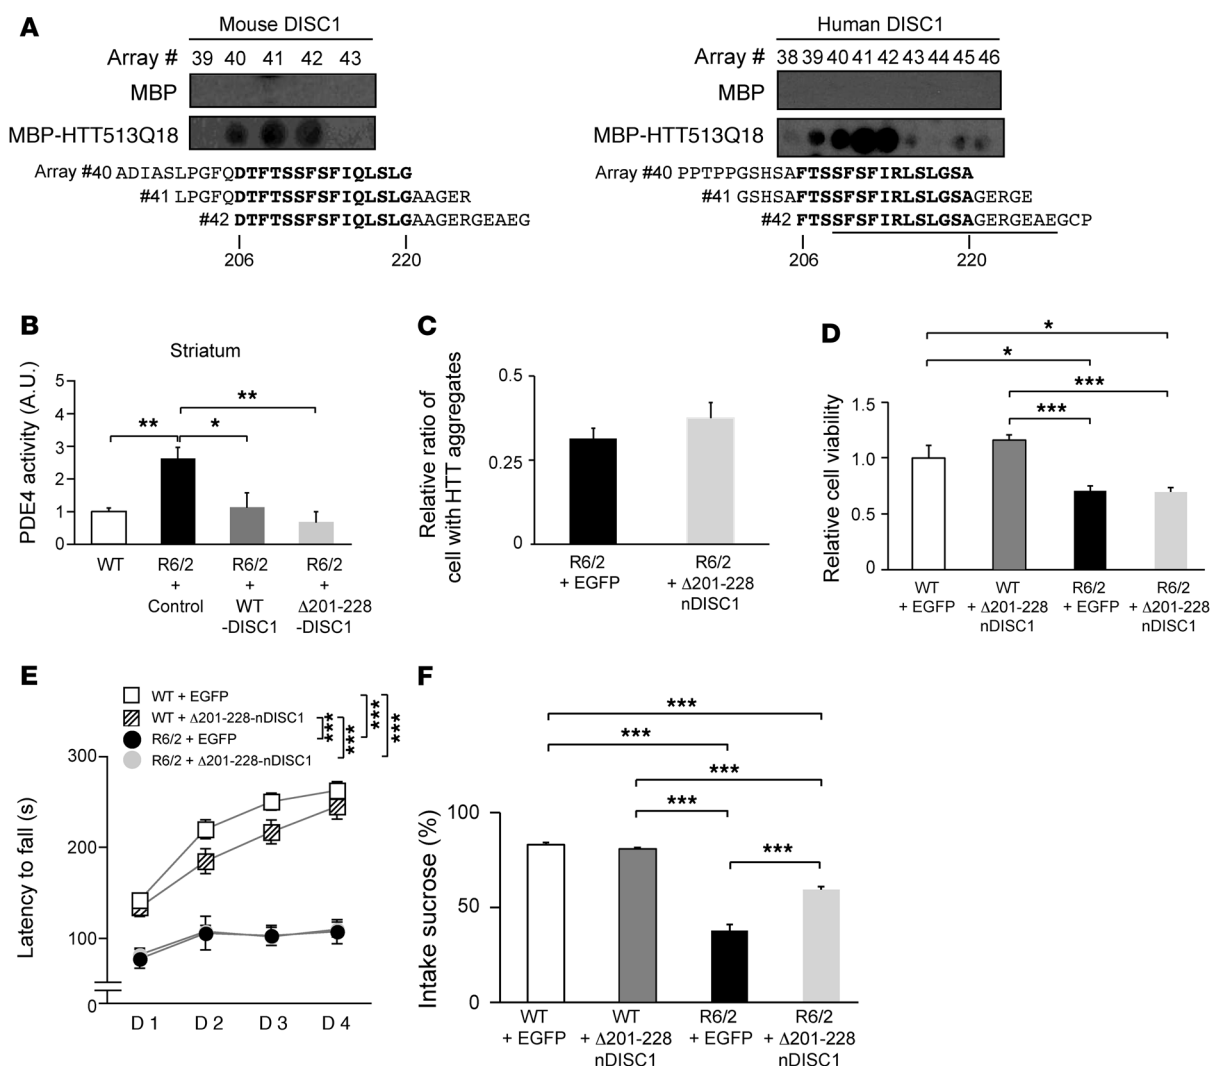 A
Mouse DISC1
Array # 39 40 41 42 43
MBP
MBP-HTT513Q18
Array #40 ADIASLPGFQDTFTSSFSFIQLSLG
#41 LPGFQDTFTSSFSFIQLSLGAAGER
#42 DTFTSSFSFIQLSLGAAGERGEAEG
206 220
Human DISC1
Array # 38 39 40 41 42 43 44 45 46
MBP
MBP-HTT513Q18
Array #40 PPTPPGSHSAFTSSFSFIRLSLGSA
#41 GSHSAFTSSFSFIRLSLGSAGERGE
#42 FTSSFSFIRLSLGSAGERGEAEGCP
206 220
B
Striatum
PDE4 activity (A.U.)
5
4
3
2
1
0
** * **
WT
R6/2 + Control
R6/2 + WT -DISC1
R6/2 + Δ201-228 -DISC1
C
Relative ratio of
cell with HTT aggregates
0.5
0.25
0
R6/2 + EGFP
R6/2 + Δ201-228 nDISC1
D
Relative cell viability
1.5
1.0
0.5
0
*
*
***
***
WT + EGFP
WT + Δ201-228 nDISC1
R6/2 + EGFP
R6/2 + Δ201-228 nDISC1
E
WT + EGFP
WT + Δ201-228-nDISC1
R6/2 + EGFP
R6/2 + Δ201-228-nDISC1
*** *** *** ***
Latency to fall (s)
300
200
100
0
D 1 D 2 D 3 D 4
F
Intake sucrose (%)
100
50
0
***
***
***
***
***
WT + EGFP
WT + Δ201-228 nDISC1
R6/2 + EGFP
R6/2 + Δ201-228 nDISC1